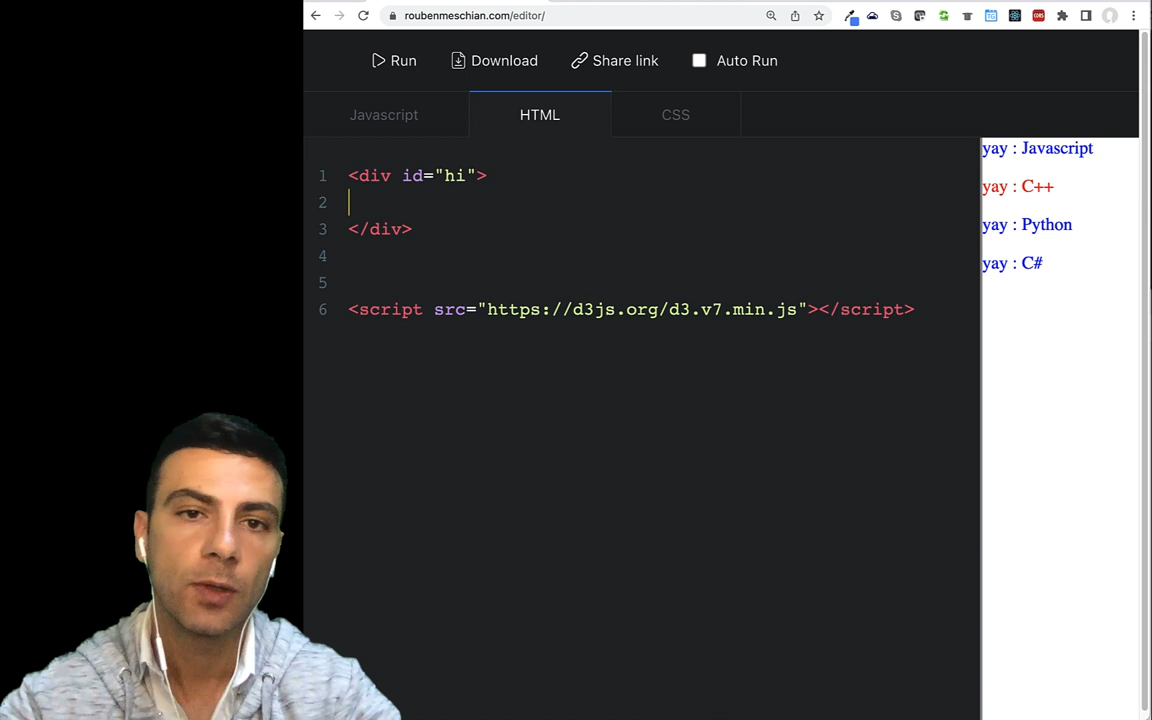 roubenmeschian.com/editor/
Run
Download
Share link
Auto Run
Javascript
HTML
CSS
1 <div id="hi">
2
3 </div>
4
5
6 <script src="https://d3js.org/d3.v7.min.js"></script>
yay : Javascript
yay : C++
yay : Python
yay : C#